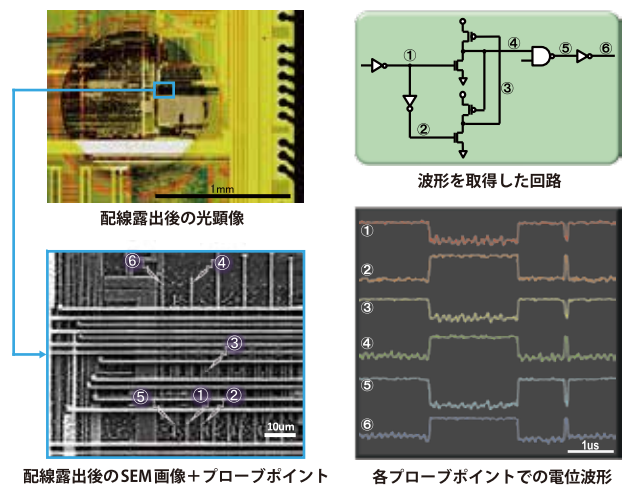 1mm
配線露出後の光顕像
①
②
③
④
⑤
⑥
波形を取得した回路
⑥
④
③
⑤
①
②
10um
配線露出後のSEM画像＋プローブポイント
①
②
③
④
⑤
⑥
1us
各プローブポイントでの電位波形